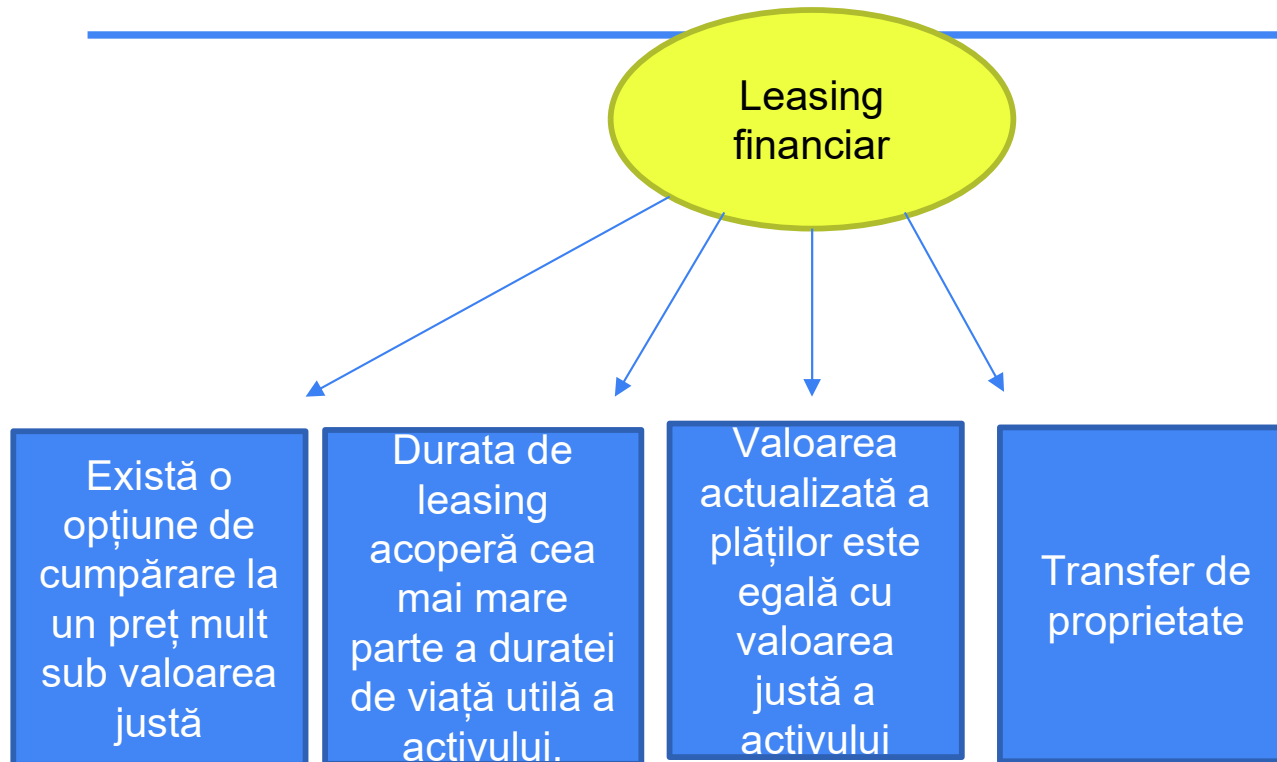 Leasing
financiar
Există o
opțiune de
cumpărare la
un preț mult
sub valoarea
justă
Durata de
leasing
acoperă cea
mai mare
parte a duratei
de viață utilă a
activului.
Valoarea
actualizată a
plăților este
egală cu
valoarea
justă a
activului
Transfer de
proprietate